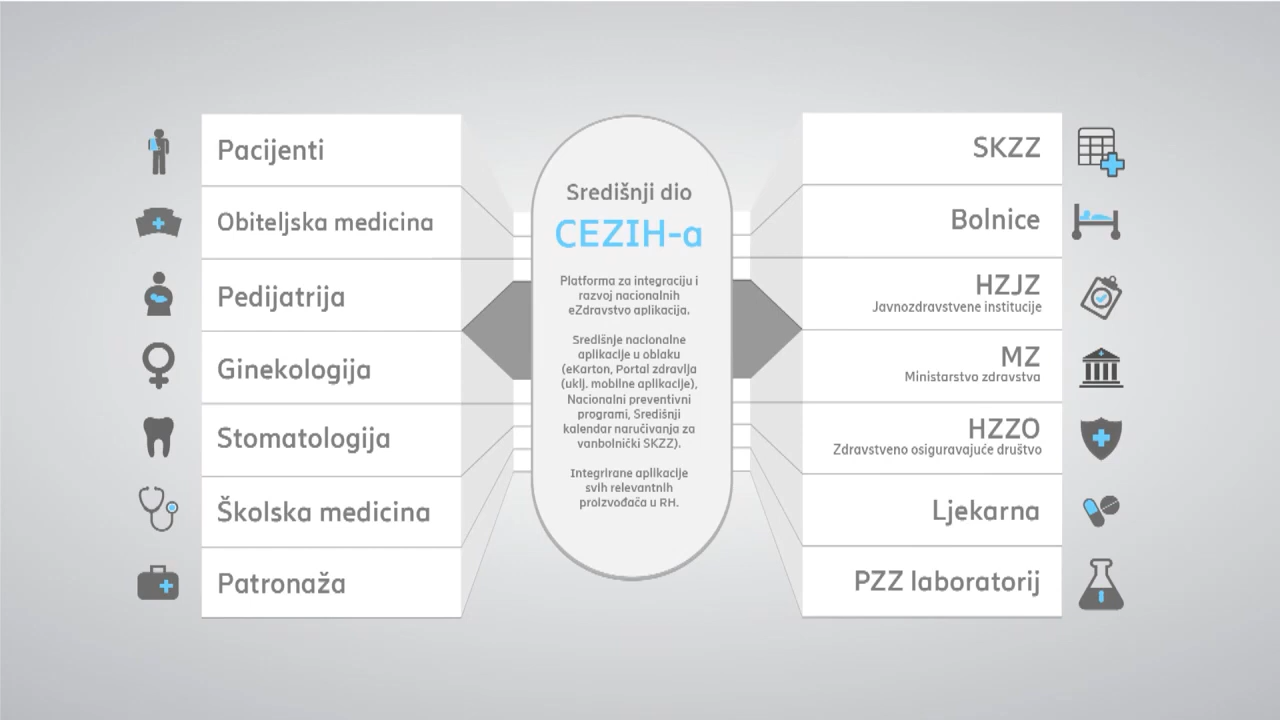 Pacijenti
Obiteljska medicina
Pedijatrija
Ginekologija
Stomatologija
Školska medicina
Patronaža
Središnji dio
CEZIH-a
Platforma za integraciju i
razvoj nacionalnih
eZdravstvo aplikacija.
Središnje nacionalne
aplikacije u oblaku
(eKarton, Portal zdravlja
(uklj. mobilne aplikacije),
Nacionalni preventivni
programi, Središnji
kalendar naručivanja za
vanbolnički SKZZ).
Integrirane aplikacije
svih relevantnih
proizvođača u RH.
SKZZ
Bolnice
HZJZ
Javnozdravstvene institucije
MZ
Ministarstvo zdravstva
HZZO
Zdravstveno osiguravajuće društvo
Ljekarna
PZZ laboratorij